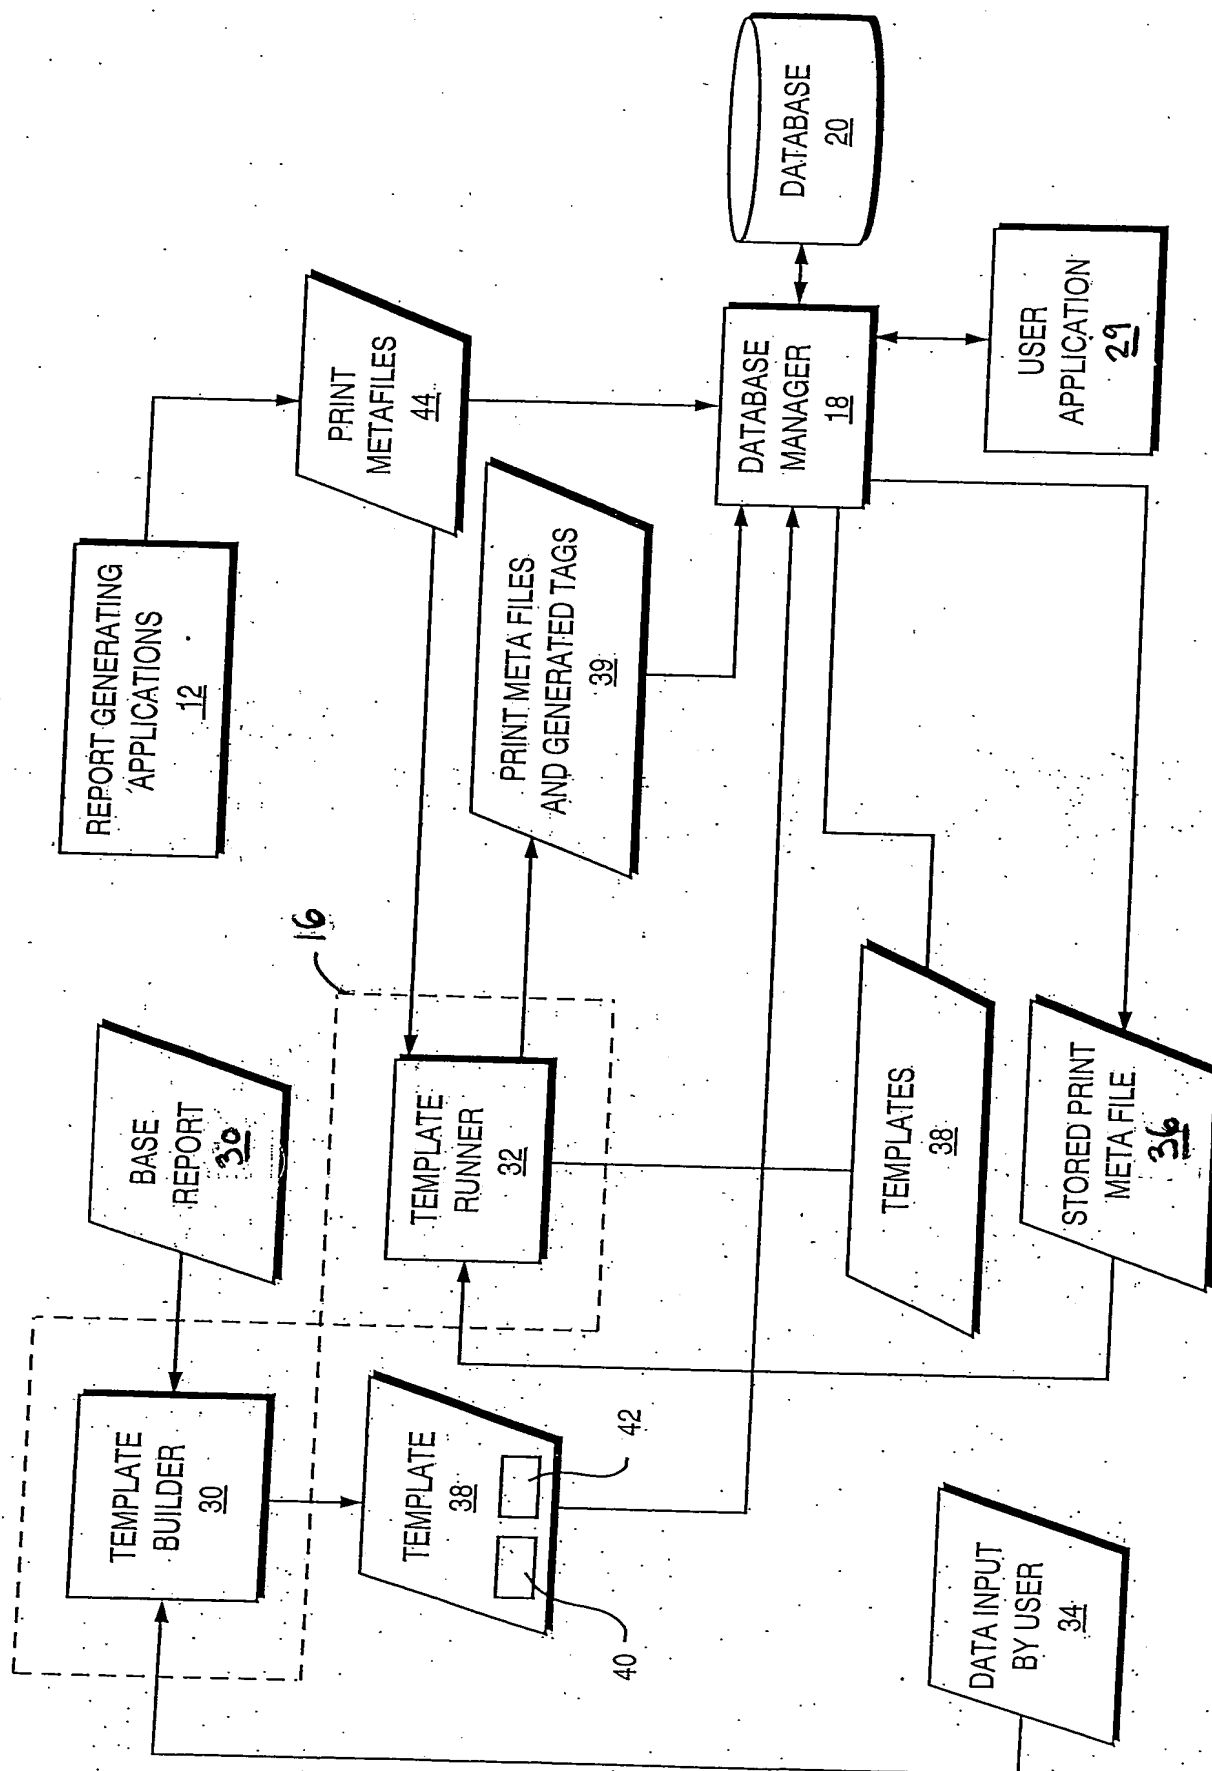 TEMPLATE
BUILDER
30
BASE
REPORT
30
REPORT GENERATING
APPLICATIONS
12
16
TEMPLATE
38
40
42
TEMPLATE
RUNNER
32
PRINT
METAFILES
44
PRINT META FILES
AND GENERATED TAGS
39
DATABASE
MANAGER
18
DATABASE
20
TEMPLATES
38
USER
APPLICATION
29
DATA INPUT
BY USER
34
STORED PRINT
META FILE
36